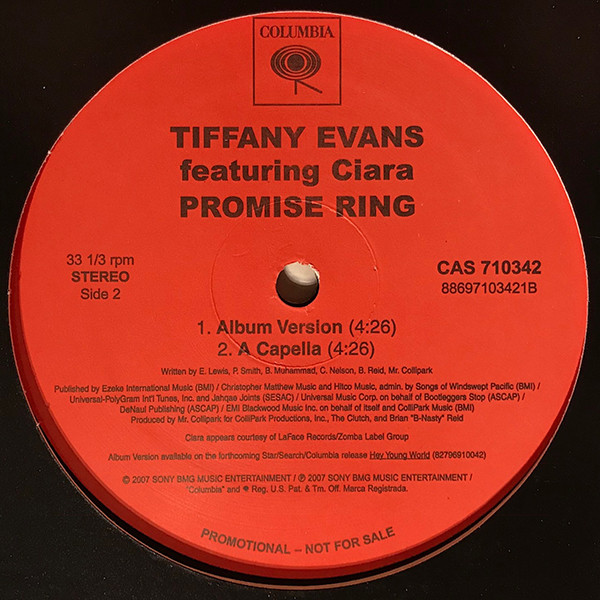 COLUMBIA
TIFFANY EVANS
featuring Ciara
PROMISE RING
33 1/3 rpm
STEREO
Side 2
CAS 710342
88697103421B
1. Album Version (4:26)
2. A Capella (4:26)
Written by E. Lewis, P. Smith, B. Muhammad, C. Nelson, B. Reid, Mr. Collipark
Published by Ezeke International Music (BMI) / Christopher Matthew Music and Hitco Music, admin. by Songs of Windswept Pacific (BMI) /
Universal-PolyGram Int'l Tunes, Inc. and Jahqae Joints (SESAC) / Universal Music Corp. on behalf of Bootleggers Stop (ASCAP) /
DeNaul Publishing (ASCAP) / EMI Blackwood Music Inc. on behalf of itself and ColliPark Music (BMI)
Produced by Mr. Collipark for ColliPark Productions, Inc., The Clutch, and Brian "B-Nasty" Reid
Ciara appears courtesy of LaFace Records/Zomba Label Group
Album Version available on the forthcoming Star/Search/Columbia release Hey Young World (82796910042)
© 2007 SONY BMG MUSIC ENTERTAINMENT / ℗ 2007 SONY BMG MUSIC ENTERTAINMENT /
"Columbia" and Reg. U.S. Pat. & Tm. Off. Marca Registrada.
PROMOTIONAL – NOT FOR SALE